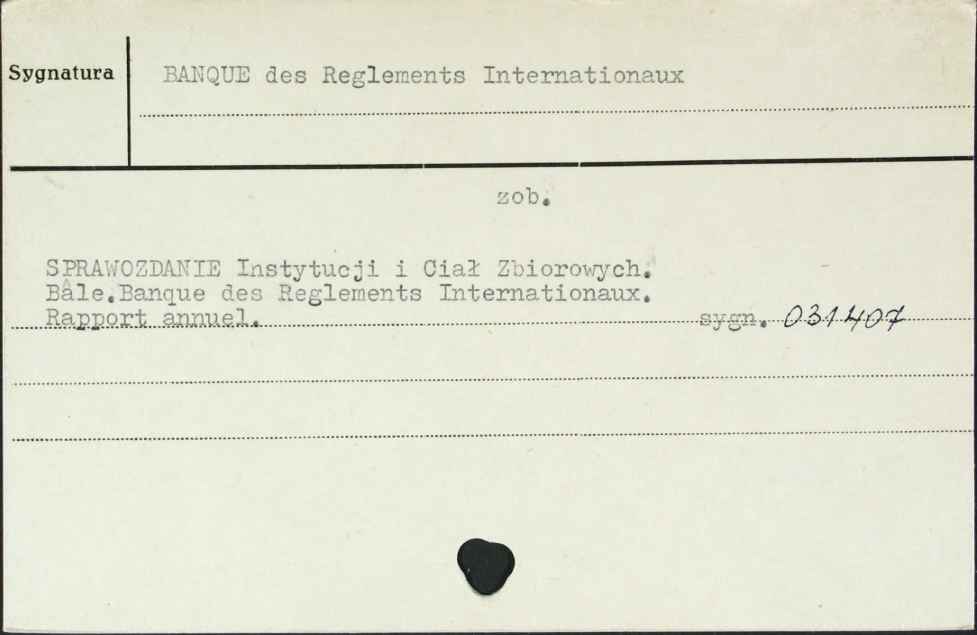 Sygnatura
BANQUE des Reglements Internationaux
zob.
SPRAWOZDANIE Instytucji i Ciał Zbiorowych.
Bâle.Banque des Reglements Internationaux.
Rapport annuel. sygn. 031407